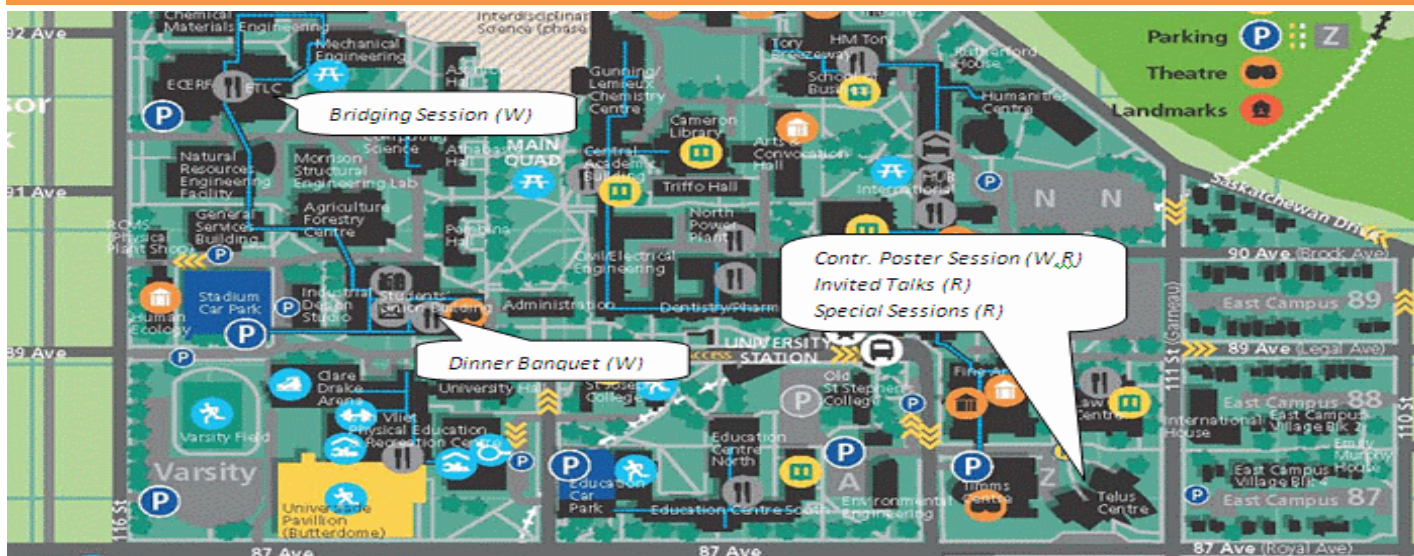 Chemical
Materials Engineering
Interdisciplinar
Science (phase
92 Ave
Mechanical
Engineering
Tory
Breezeway
HM Tory
Rutherford
House
Parking P Z
Theatre
Landmarks
ECERF
ETLC
Gunning/
Lemieux
Chemistry
Centre
School
Busi
Humanities
Centre
Bridging Session (W)
Computing
Science
Athabas
Hall
MAIN
QUAD
Cameron
Library
Arts &
Convocation
Hall
Central
Academic
Building
Natural
Resources
Engineering
Facility
Morrison
Structural
Engineering Lab
91 Ave
Triffo Hall
HUB
International
N N
Saskatchewan Drive
General
Services
Building
Agriculture
Forestry
Centre
Pembina
Hall
North
Power
Plant
Physical
Plant Shop)
Civil/Electrical
Engineering
Contr. Poster Session (W,R)
Invited Talks (R)
Special Sessions (R)
90 Ave (Brock Ave)
Stadium
Car Park
Industrial
Design
Studio
Students'
Union Building
Administration
Dentistry/Pharm
East Campus 89
Human
Ecology
111 St (Garneau)
89 Ave
Dinner Banquet (W)
ACCESS
UNIVERSITY
STATION
89 Ave (Legal Ave)
Clare
Drake
Arena
University Hall
St Joseph
College
Old
St Stephen
College
Fine Ar
Law
Centre
East Campus 88
International
House
East Campus
Village Blk 2
Emily
Murphy
House
110 St
Varsity Field
Vliet
Physical Education
Recreation Centre
Education
Centre
North
Varsity
Education
Car
Park
A
Environmental
Engineering
Timms
Centre
Z
Telus
Centre
East Campus
Village Blk 4
East Campus 87
116 St
Universiade
Pavilion
(Butterdome)
Education Centre South
87 Ave
87 Ave
87 Ave (Royal Ave)